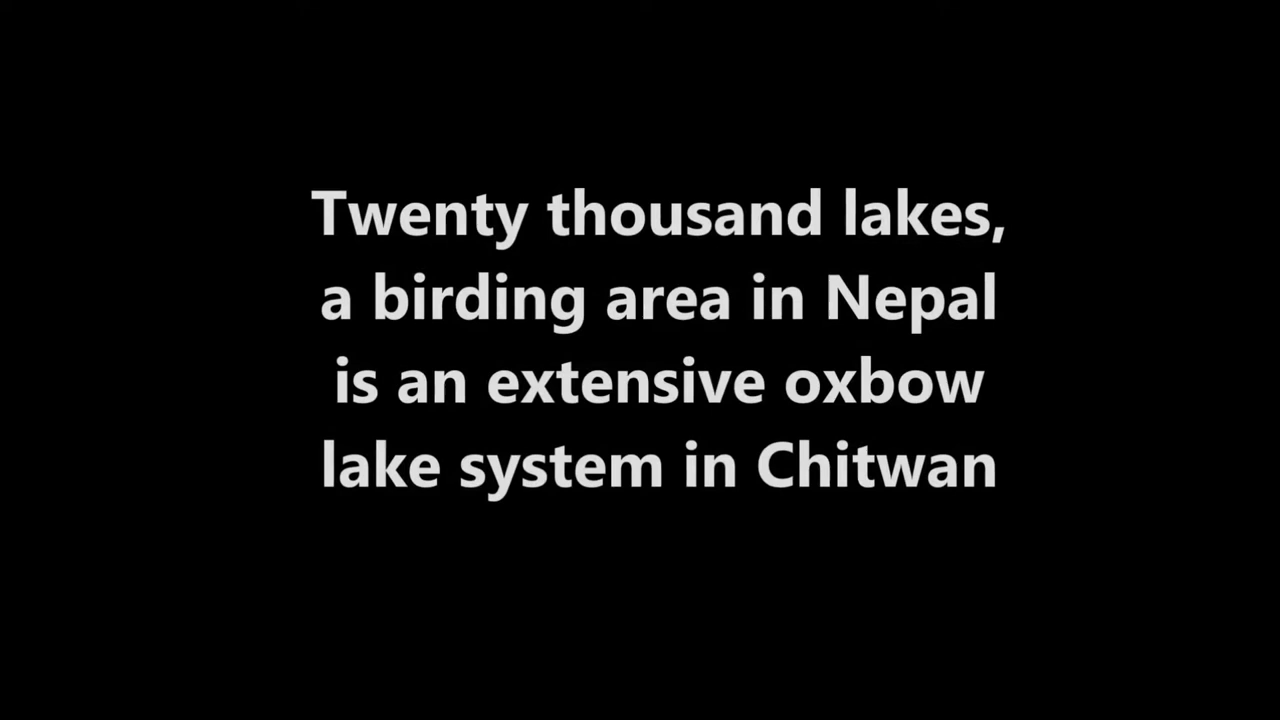 Twenty thousand lakes,
a birding area in Nepal
is an extensive oxbow
lake system in Chitwan